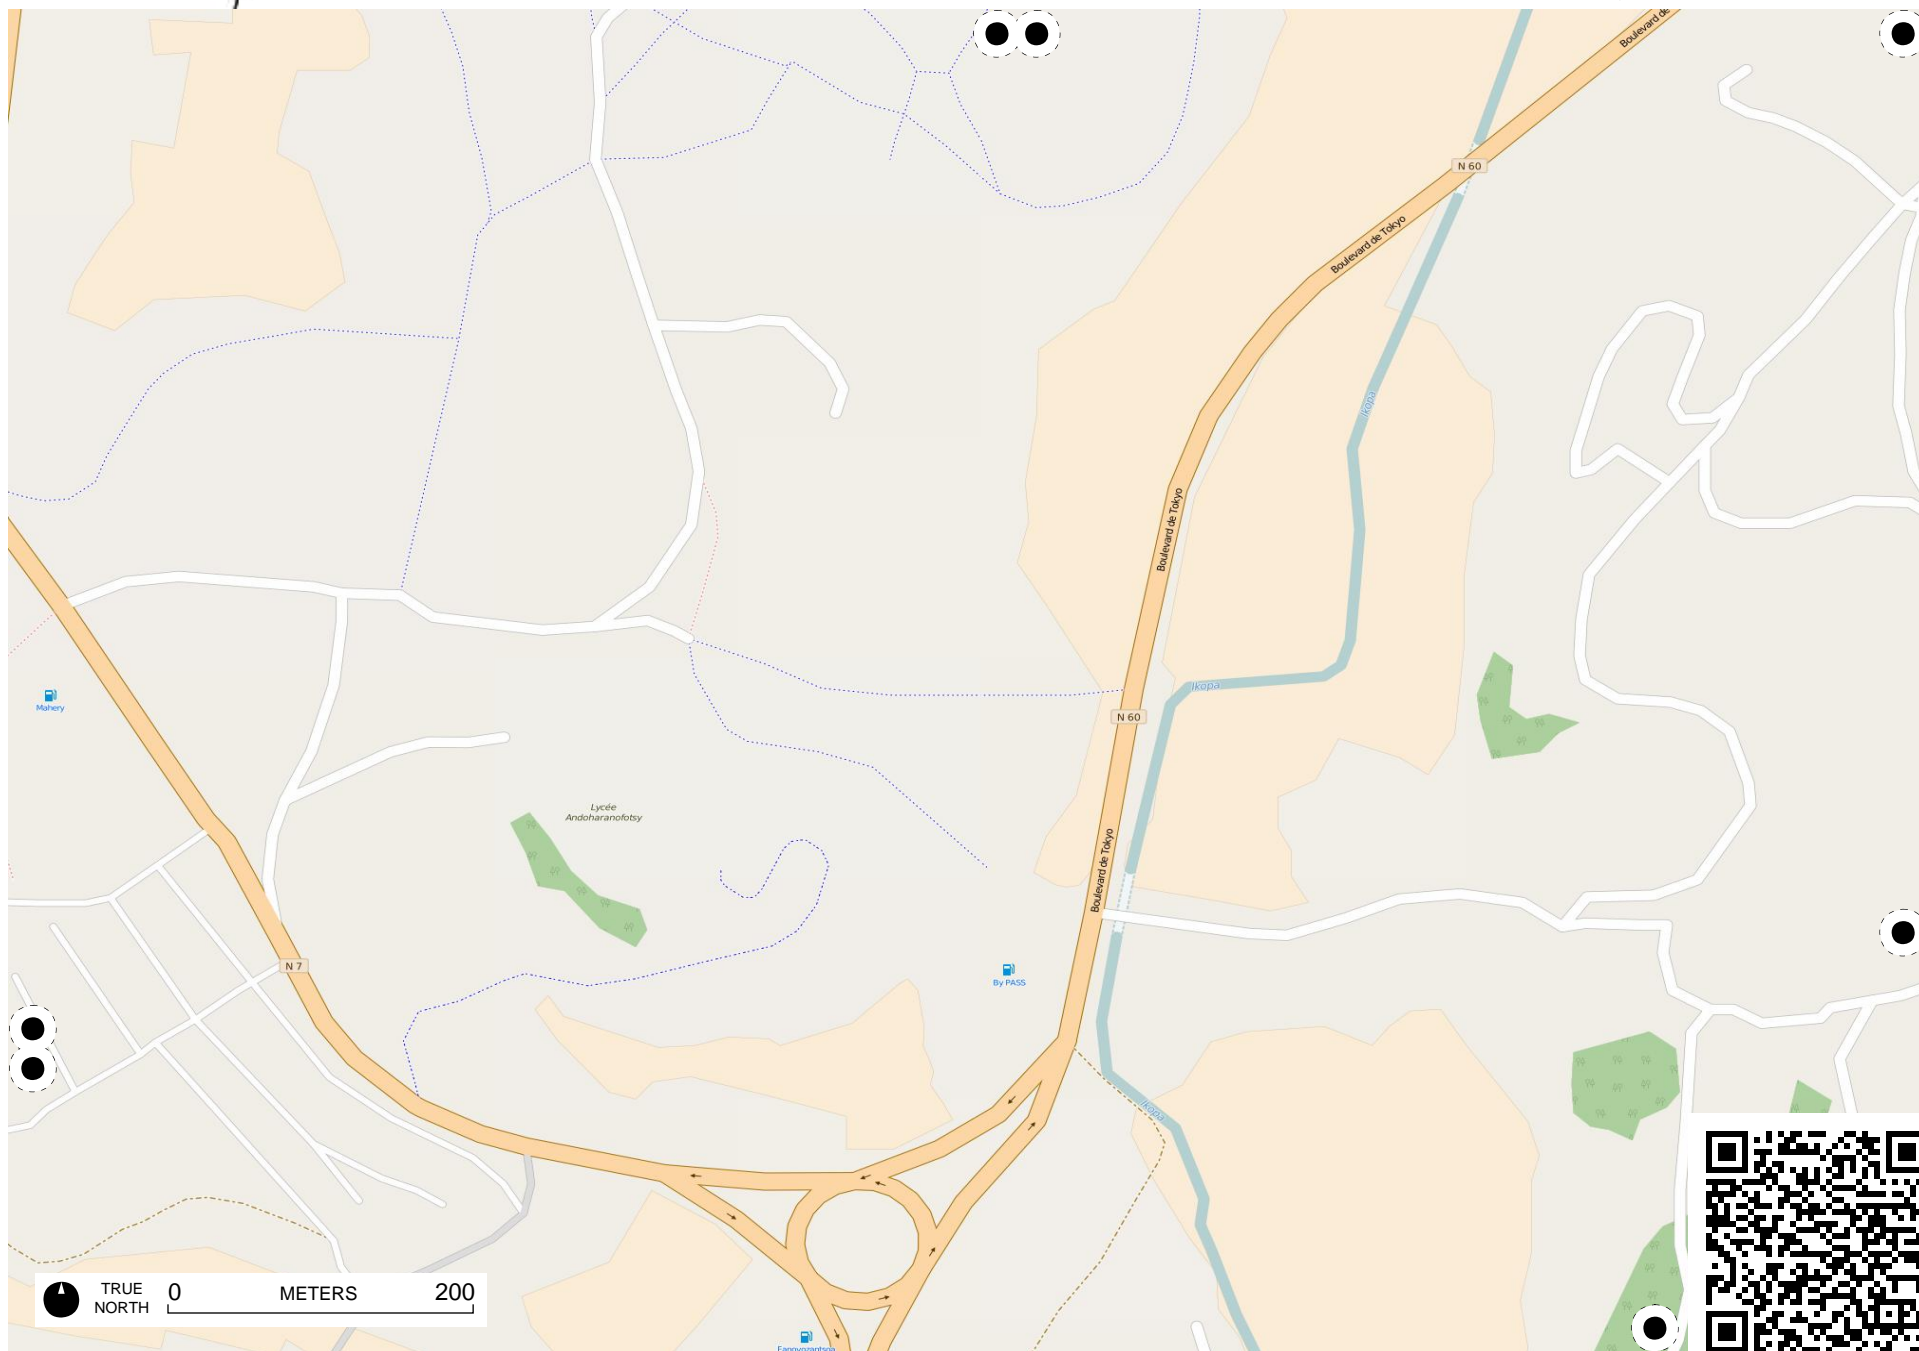 Boulevard de
N 60
Boulevard de Tokyo
Ikopa
Boulevard de Tokyo
Ikopa
Mahery
N 60
Lycée
Andoharanofotsy
Boulevard de Tokyo
N 7
By PASS
Ikopa
TRUE
NORTH
0
METERS
200